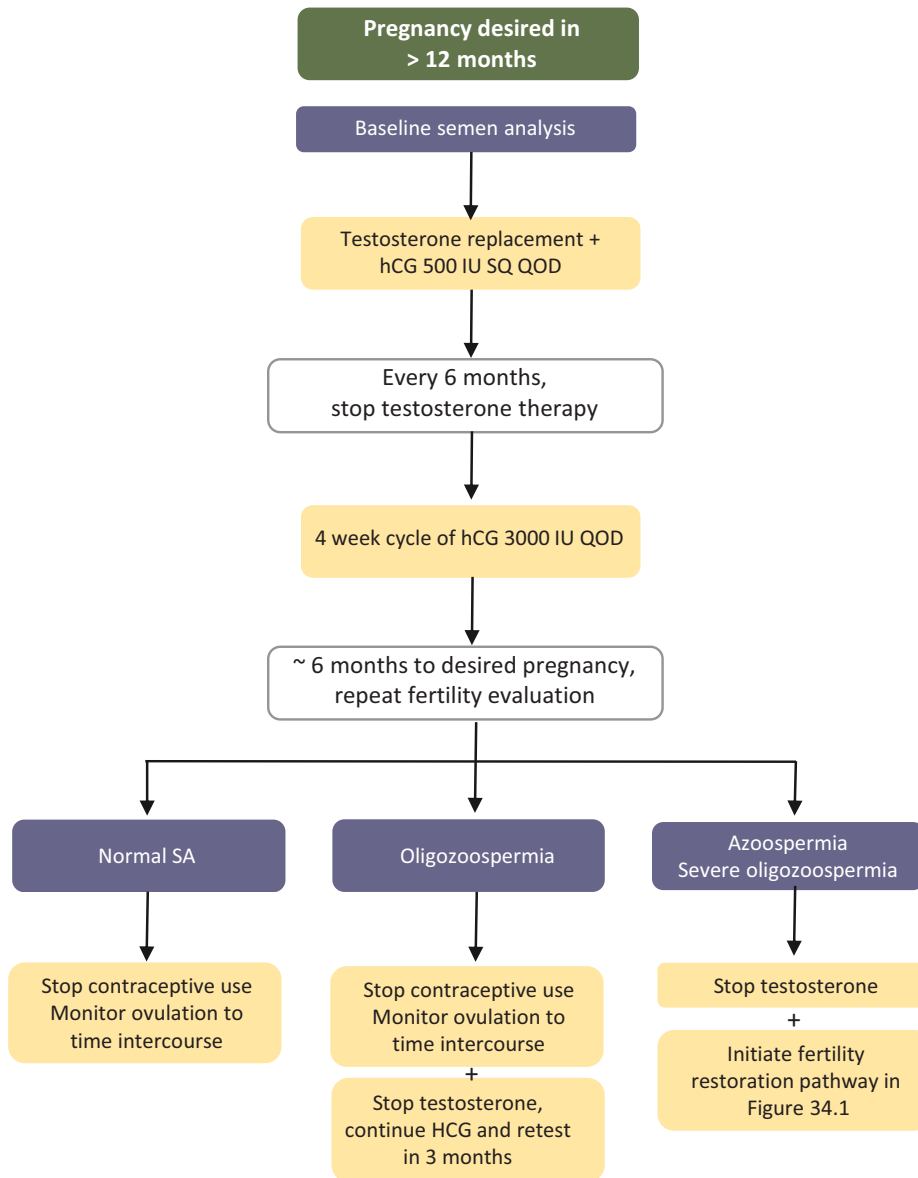 Pregnancy desired in
> 12 months
Baseline semen analysis
Testosterone replacement +
hCG 500 IU SQ QOD
Every 6 months,
stop testosterone therapy
4 week cycle of hCG 3000 IU QOD
~ 6 months to desired pregnancy,
repeat fertility evaluation
Normal SA
Oligozoospermia
Azoospermia
Severe oligozoospermia
Stop contraceptive use
Monitor ovulation to
time intercourse
Stop contraceptive use
Monitor ovulation to
time intercourse
+
Stop testosterone,
continue HCG and retest
in 3 months
Stop testosterone
+
Initiate fertility
restoration pathway in
Figure 34.1